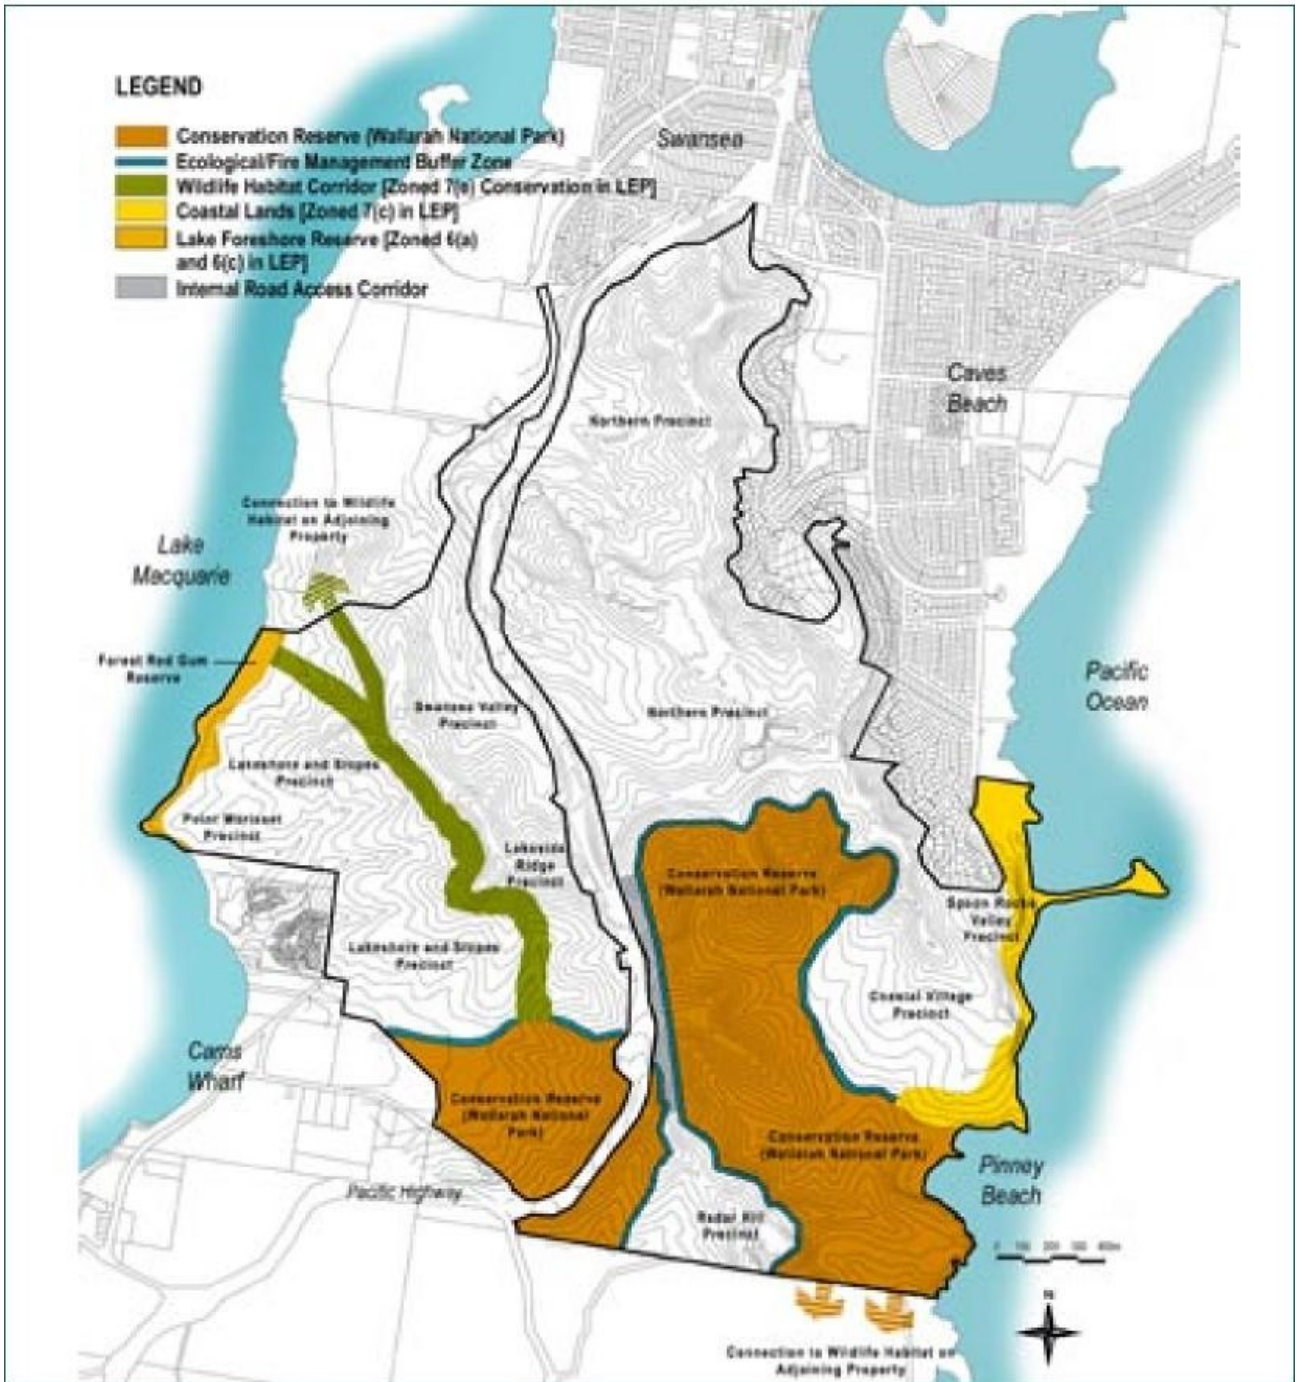 LEGEND
Conservation Reserve (Wallarah National Park)
Ecological/Fire Management Buffer Zone
Wildlife Habitat Corridor [Zoned 7(e) Conservation in LEP]
Coastal Lands [Zoned 7(c) in LEP]
Lake Foreshore Reserve [Zoned 6(a)
and 6(c) in LEP]
Internal Road Access Corridor
Swansea
Caves
Beach
Northern Precinct
Connection to Wildlife
Habitat on Adjoining
Property
Lake
Macquarie
Forest Red Gum
Reserve
Pacific
Ocean
Swansea Valley
Precinct
Northern Precinct
Lakeshore and Slopes
Precinct
Point Morisset
Precinct
Lakeside
Ridge
Precinct
Conservation Reserve
(Wallarah National Park)
Spoon Rocks
Valley
Precinct
Lakeshore and Slopes
Precinct
Coastal Village
Precinct
Cams
Wharf
Conservation Reserve
(Wallarah National
Park)
Conservation Reserve
(Wallarah National Park)
Pinney
Beach
Pacific Highway
Radar Hill
Precinct
0 100 200 300 400m
N
Connection to Wildlife Habitat on
Adjoining Property